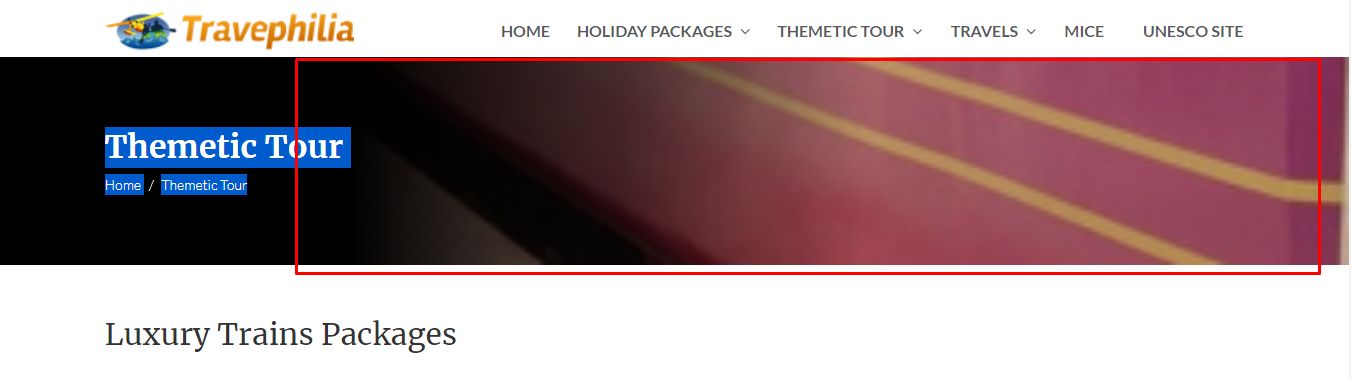 Travephilia
HOME HOLIDAY PACKAGES THEMETIC TOUR TRAVELS MICE UNESCO SITE
Themetic Tour
Home / Themetic Tour
Luxury Trains Packages